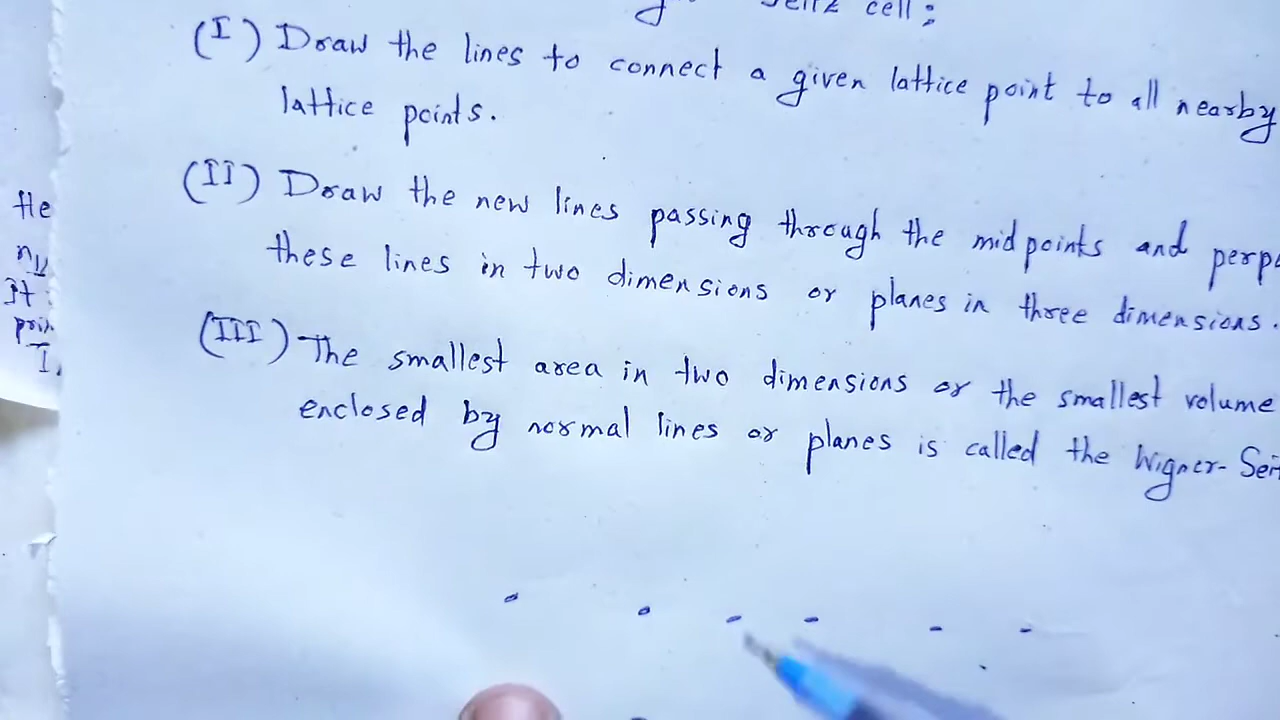 Seitz cell:
(I) Draw the lines to connect a given lattice point to all nearby
lattice points.
(II) Draw the new lines passing through the midpoints and
these lines in two dimensions or planes in three dimensions.
(III) The smallest area in two dimensions or the smallest volume
enclosed by normal lines or planes is called the Wigner-